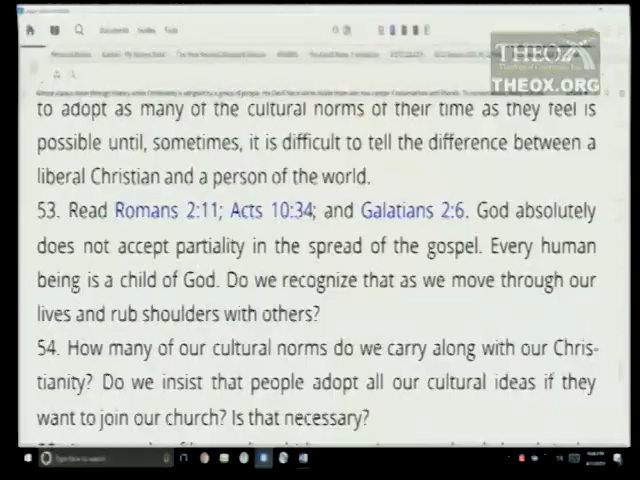 THEOX
THEOX.ORG
to adopt as many of the cultural norms of their time as they feel is
possible until, sometimes, it is difficult to tell the difference between a
liberal Christian and a person of the world.
53. Read Romans 2:11; Acts 10:34; and Galatians 2:6. God absolutely
does not accept partiality in the spread of the gospel. Every human
being is a child of God. Do we recognize that as we move through our
lives and rub shoulders with others?
54. How many of our cultural norms do we carry along with our Chris-
tianity? Do we insist that people adopt all our cultural ideas if they
want to join our church? Is that necessary?
Type here to search